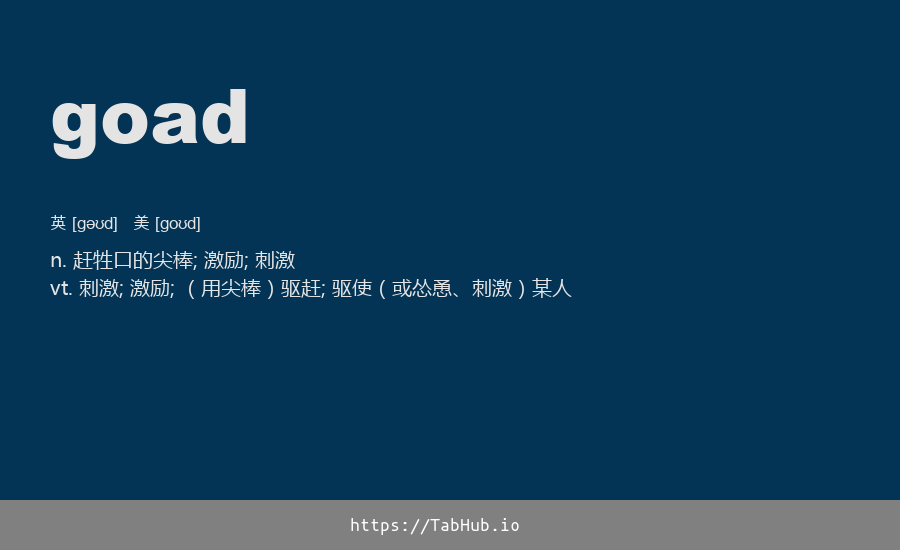 goad
英 [gəʊd] 美 [goʊd]
n. 赶牲口的尖棒; 激励; 刺激
vt. 刺激; 激励; （用尖棒）驱赶; 驱使（或怂恿、刺激）某人
https://TabHub.io